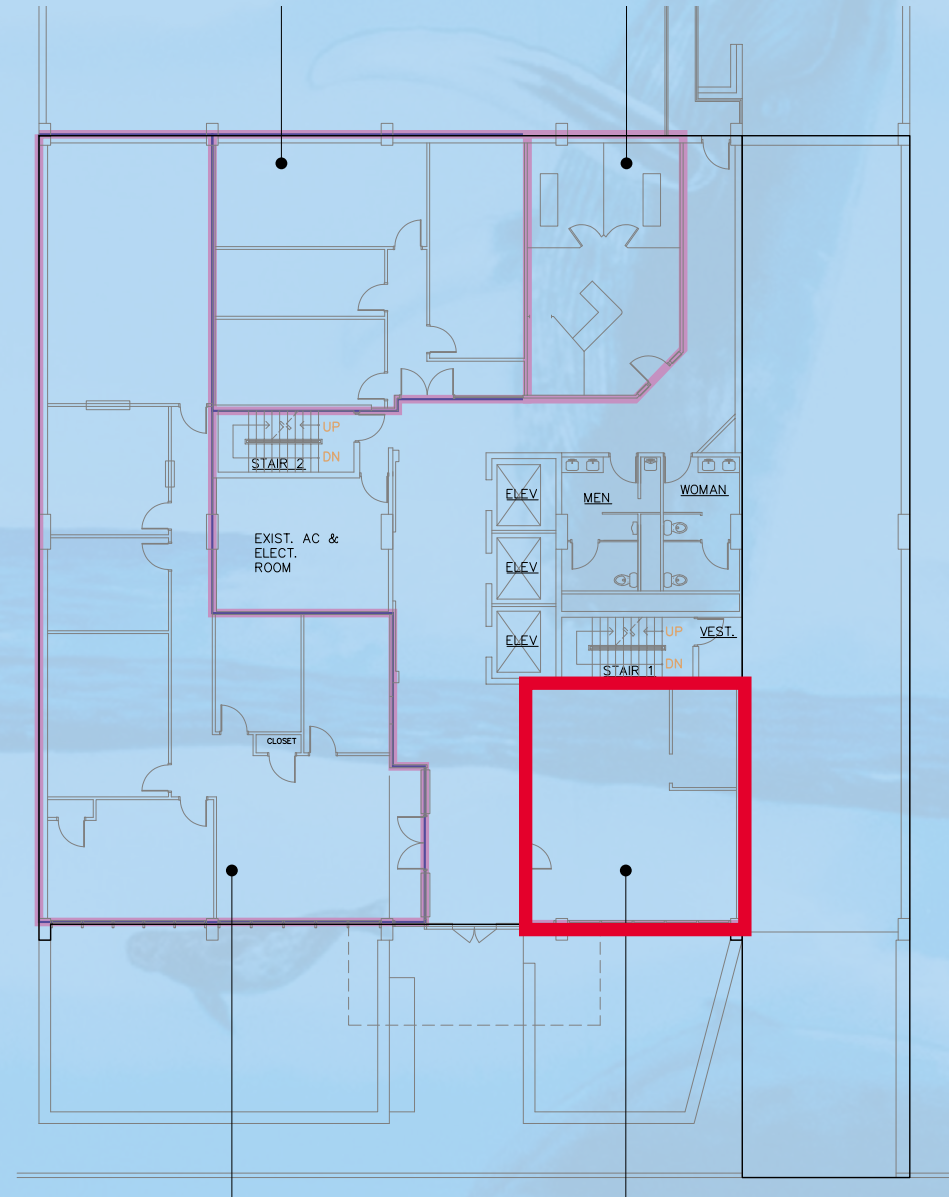 UP
DN
STAIR 2
ELEV
MEN
WOMAN
EXIST. AC &
ELECT.
ROOM
ELEV
ELEV
UP
VEST.
DN
STAIR 1
CLOSET